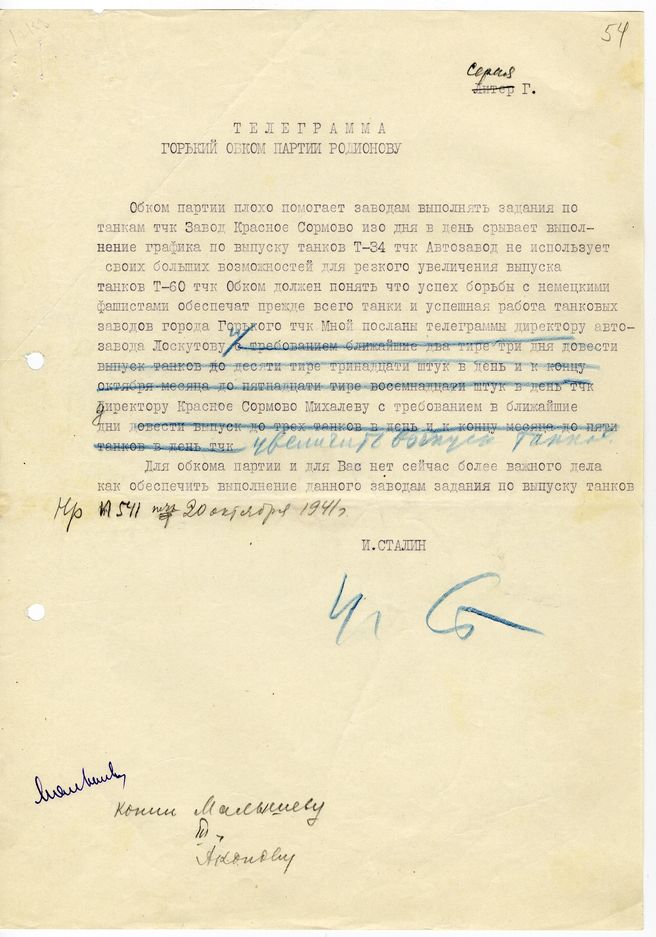 54
серия
Литер Г.
ТЕЛЕГРАММА
ГОРЬКИЙ ОБКОМ ПАРТИИ РОДИОНОВУ
Обком партии плохо помогает заводам выполнять задания по
танкам тчк Завод Красное Сормово изо дня в день срывает выпол-
нение графика по выпуску танков Т-34 тчк Автозавод не использует
своих больших возможностей для резкого увеличения выпуска
танков Т-60 тчк Обком должен понять что успех борьбы с немецкими
фашистами обеспечат прежде всего танки и успешная работа танковых
заводов города Горького тчк Мной посланы телеграммы директору авто-
завода Лоскутову и с требованием ближайшие два тире три дня довести
выпуск танков до десяти тире тринадцати штук в день и к концу
октября месяца до пятнадцати тире восемнадцати штук в день тчк
директору Красное Сормово Михалеву с требованием в ближайшие
дни довести выпуск до трех танков в день и к концу месяца до пяти
танков в день тчк увеличить выпуск танков.
Для обкома партии и для Вас нет сейчас более важного дела
как обеспечить выполнение данного заводам задания по выпуску танков
Нр 541 20 октября 1941 г.
И.СТАЛИН
И Ст
копии Малышеву
Акопову